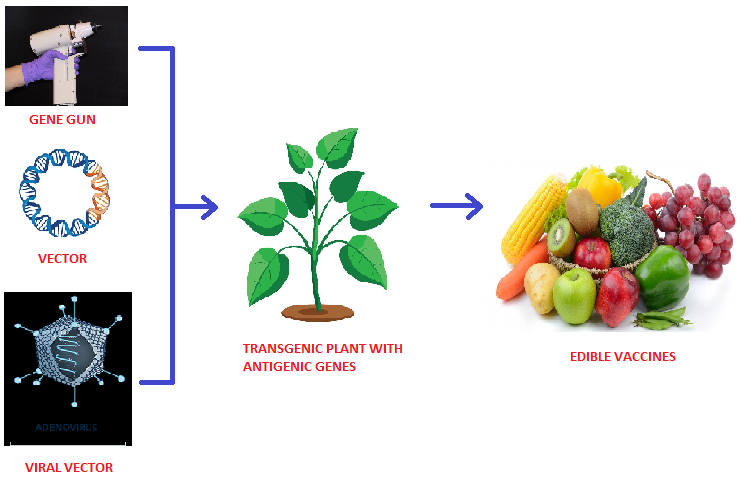 GENE GUN
VECTOR
ADENOVIRUS
VIRAL VECTOR
TRANSGENIC PLANT WITH
ANTIGENIC GENES
EDIBLE VACCINES